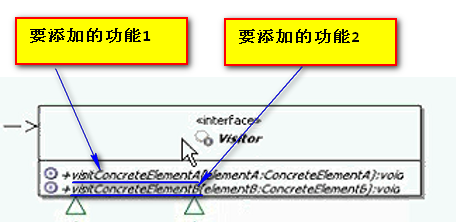 要添加的功能1
要添加的功能2
«interface»
Visitor
+visitConcreteElementA(elementA:ConcreteElementA):void
+visitConcreteElementB(elementB:ConcreteElementB):void